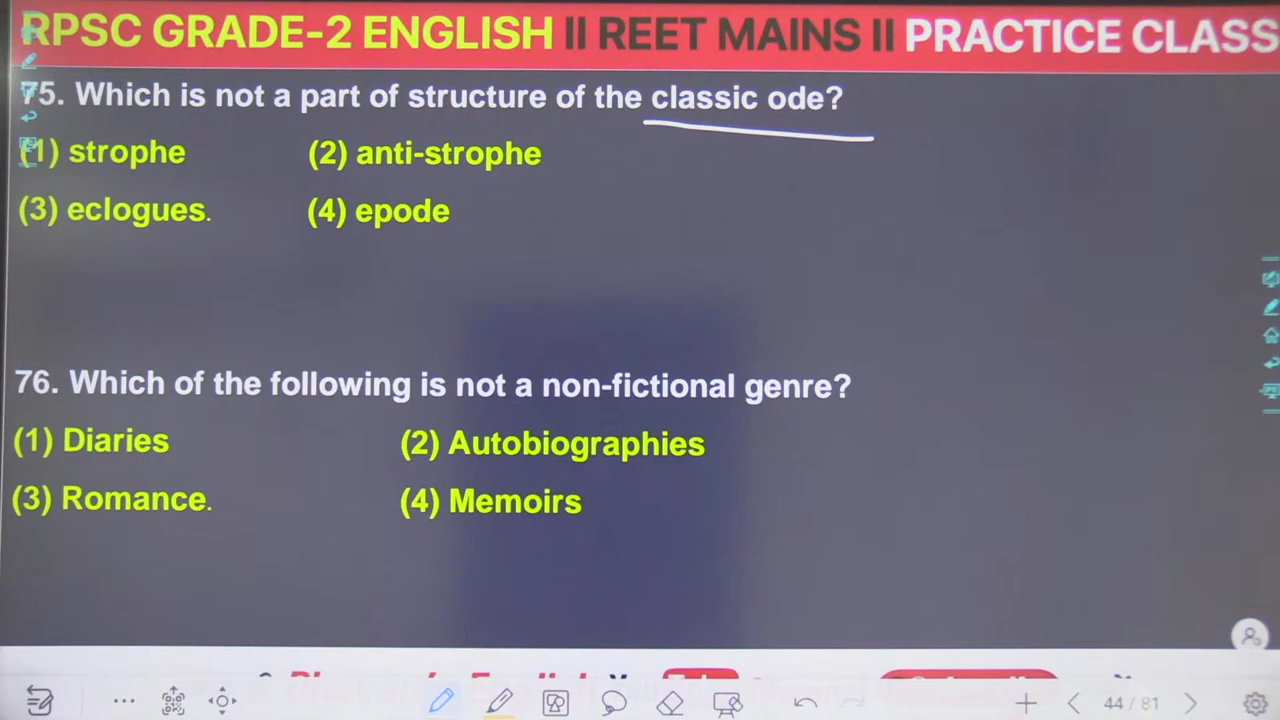 RPSC GRADE-2 ENGLISH II REET MAINS II PRACTICE CLASS
75. Which is not a part of structure of the classic ode?
(1) strophe (2) anti-strophe
(3) eclogues. (4) epode
76. Which of the following is not a non-fictional genre?
(1) Diaries (2) Autobiographies
(3) Romance. (4) Memoirs
44 / 81